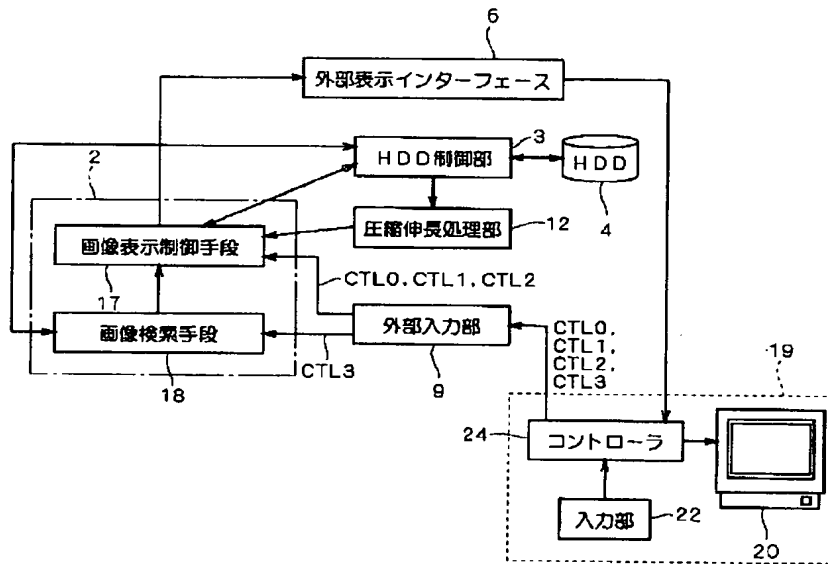 6
外部表示インターフェース
3
2
HDD制御部
HDD
4
圧縮伸長処理部
12
画像表示制御手段
17
CTL0, CTL1, CTL2
画像検索手段
18
CTL3
外部入力部
9
CTL0,
CTL1,
CTL2,
CTL3
19
24
コントローラ
入力部
22
20